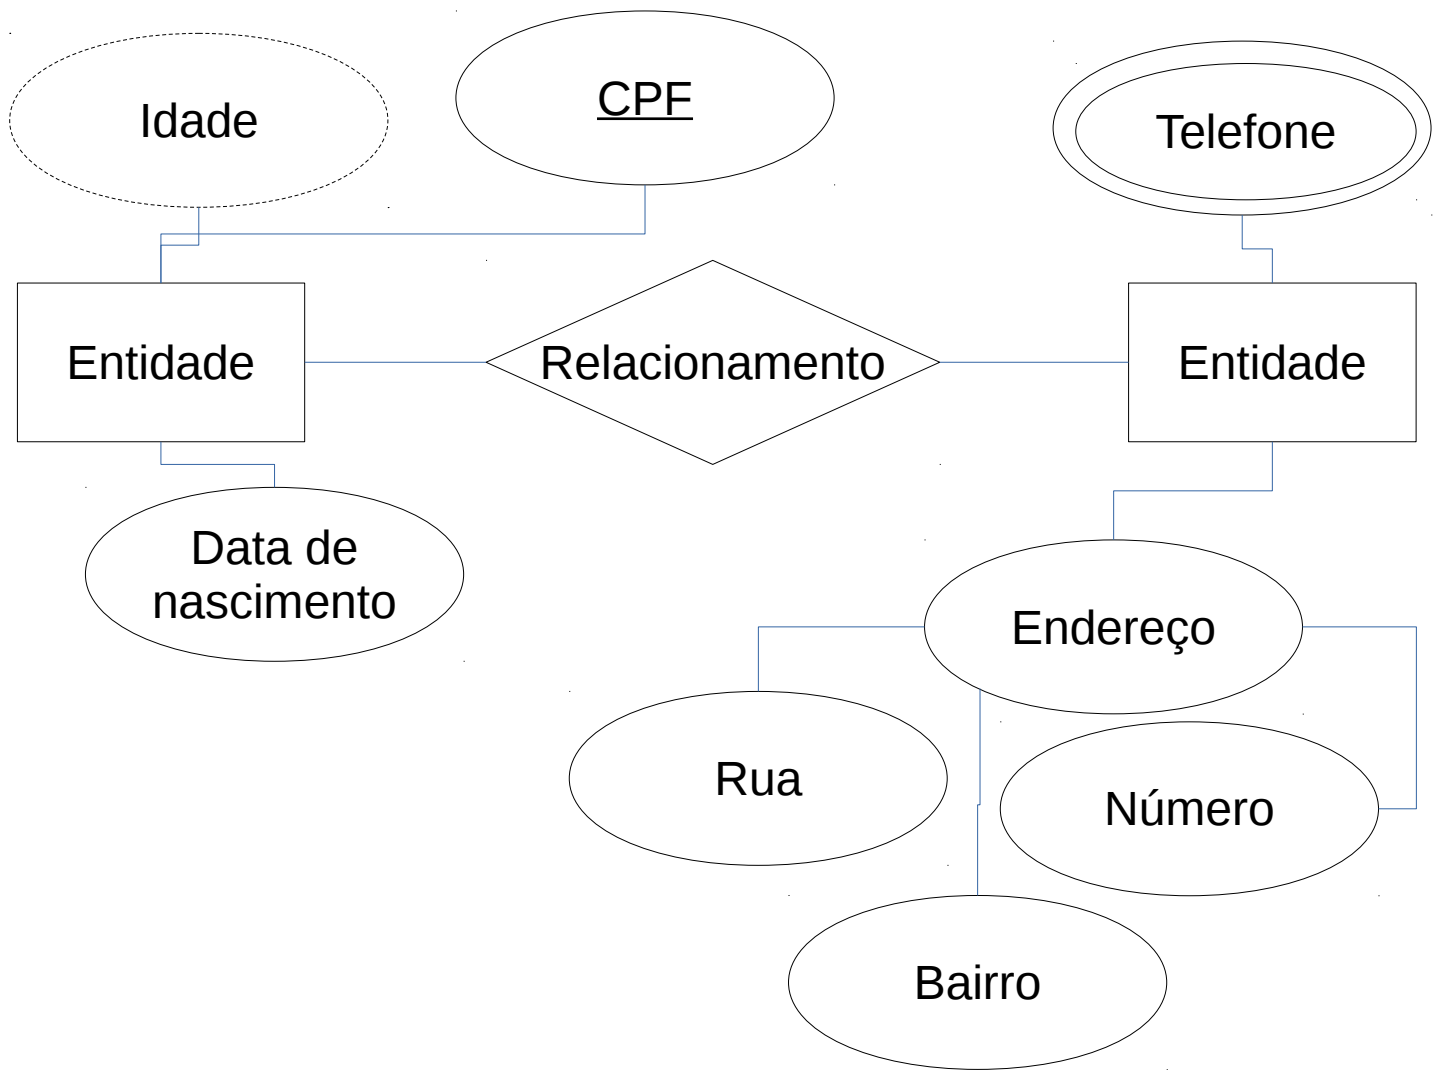 Idade
CPF
Telefone
Entidade
Relacionamento
Entidade
Data de
nascimento
Endereço
Rua
Número
Bairro